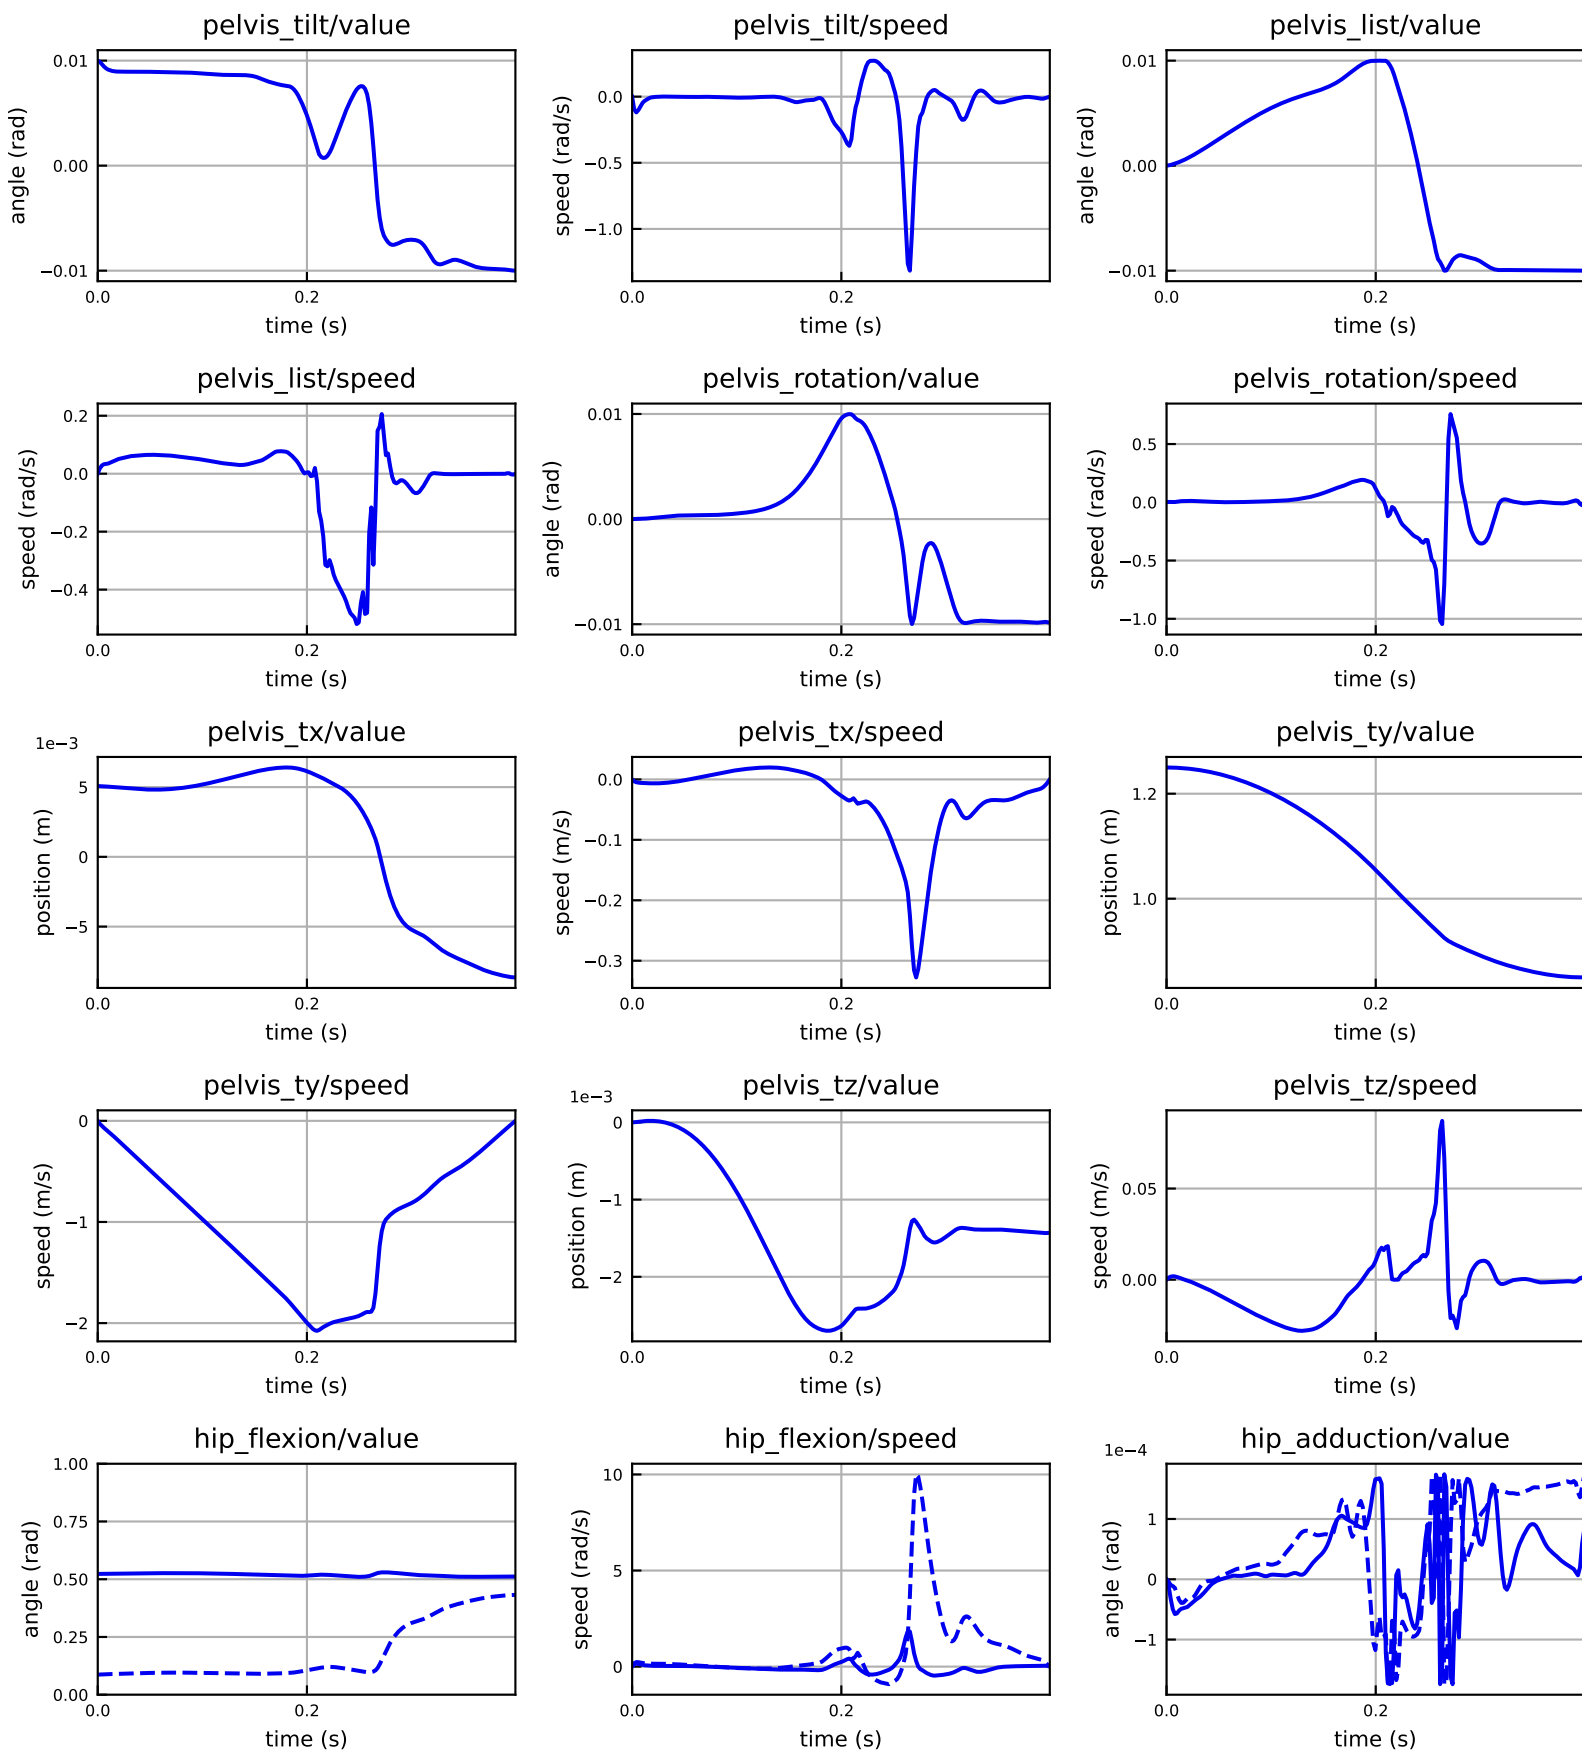 pelvis_tilt/value
pelvis_tilt/speed
pelvis_list/value
0.01
0.00
−0.01
angle (rad)
0.0
0.2
time (s)
0.0
−0.5
−1.0
speed (rad/s)
0.0
0.2
time (s)
0.01
0.00
−0.01
angle (rad)
0.0
0.2
time (s)
pelvis_list/speed
pelvis_rotation/value
pelvis_rotation/speed
0.2
0.0
−0.2
−0.4
speed (rad/s)
0.0
0.2
time (s)
0.01
0.00
−0.01
angle (rad)
0.0
0.2
time (s)
0.5
0.0
−0.5
−1.0
speed (rad/s)
0.0
0.2
time (s)
pelvis_tx/value
pelvis_tx/speed
pelvis_ty/value
1e−3
5
0
−5
position (m)
0.0
0.2
time (s)
0.0
−0.1
−0.2
−0.3
speed (m/s)
0.0
0.2
time (s)
1.2
1.0
position (m)
0.0
0.2
time (s)
pelvis_ty/speed
pelvis_tz/value
pelvis_tz/speed
0
−1
−2
speed (m/s)
0.0
0.2
time (s)
1e−3
0
−1
−2
position (m)
0.0
0.2
time (s)
0.05
0.00
speed (m/s)
0.0
0.2
time (s)
hip_flexion/value
hip_flexion/speed
hip_adduction/value
1.00
0.75
0.50
0.25
0.00
angle (rad)
0.0
0.2
time (s)
10
5
0
speed (rad/s)
0.0
0.2
time (s)
1e−4
1
0
−1
angle (rad)
0.0
0.2
time (s)